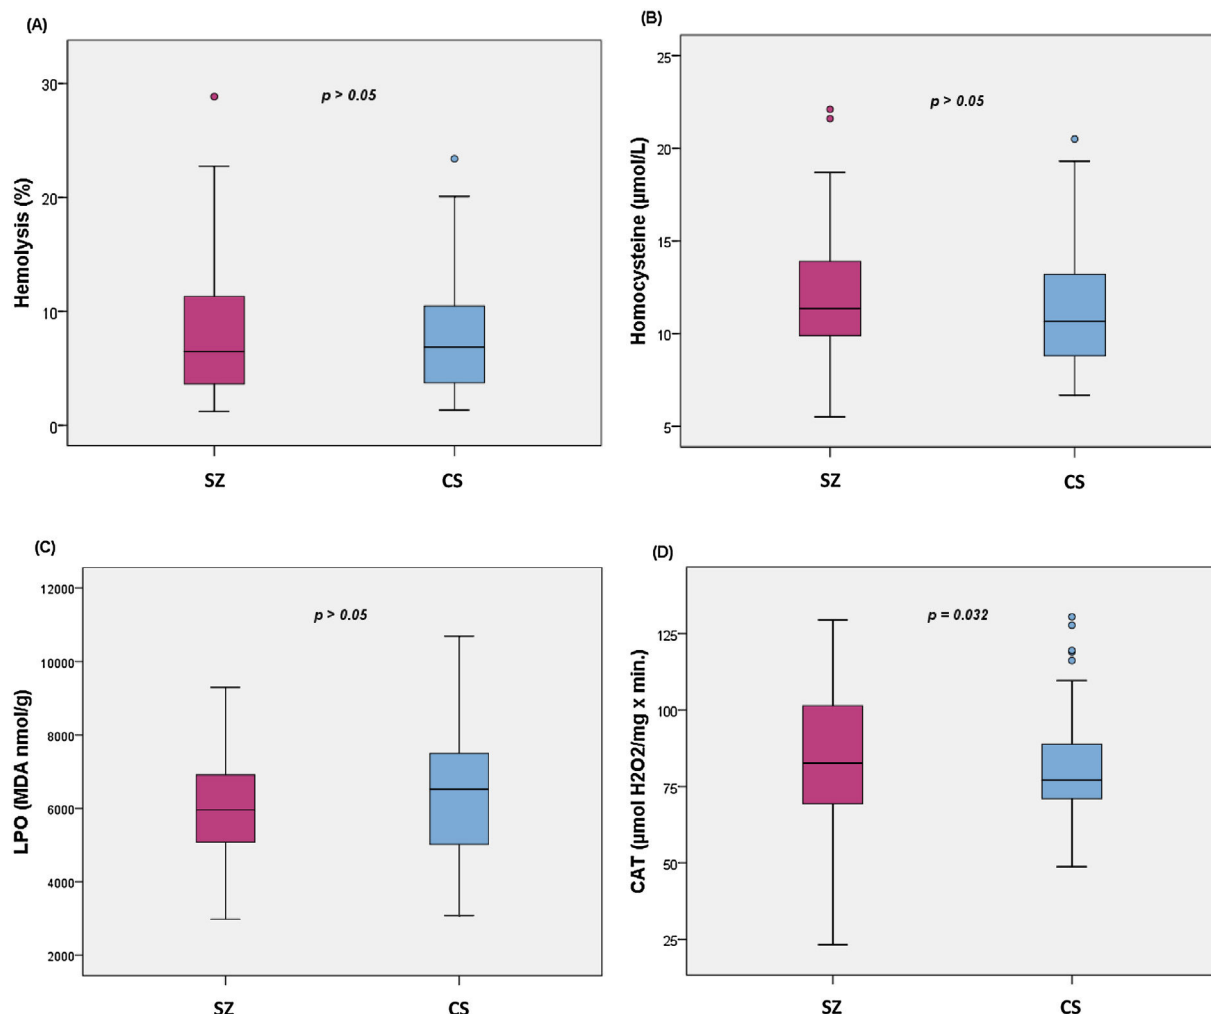 (A)
p > 0.05
Hemolysis (%)
30
20
10
0
SZ
CS
(B)
p > 0.05
Homocysteine (µmol/L)
25
20
15
10
5
SZ
CS
(C)
p > 0.05
LPO (MDA nmol/g)
12000
10000
8000
6000
4000
2000
SZ
CS
(D)
p = 0.032
CAT (µmol H2O2/mg x min.)
125
100
75
50
25
SZ
CS